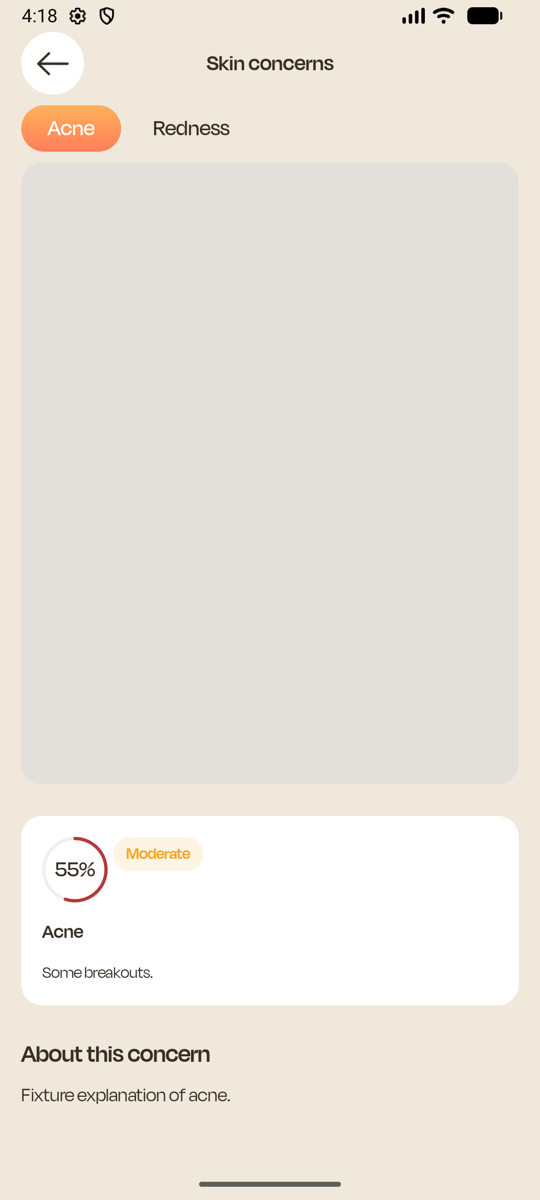 4:18
Skin concerns
Acne
Redness
55%
Moderate
Acne
Some breakouts.
About this concern
Fixture explanation of acne.